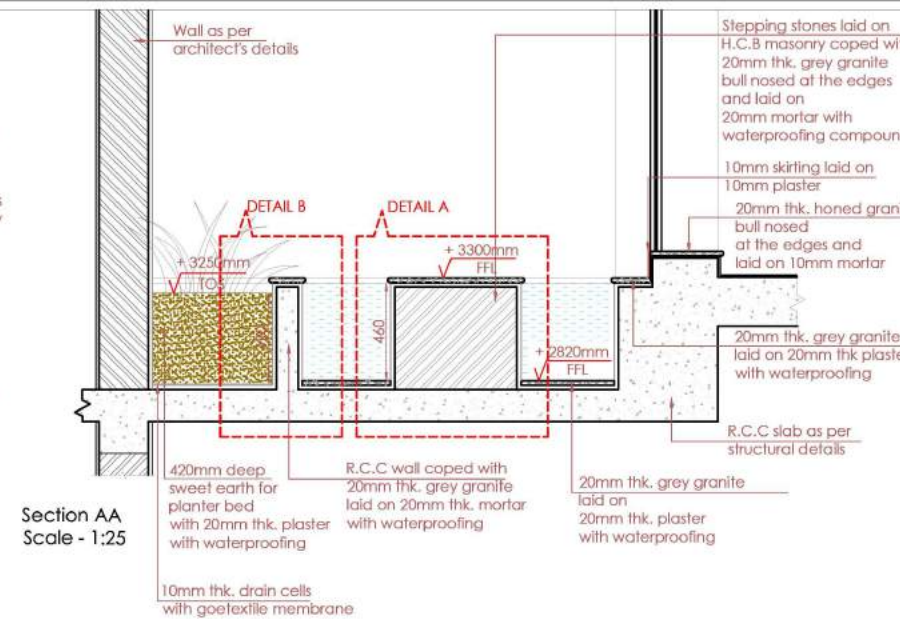 Wall as per
architect's details
Stepping stones laid on
H.C.B masonry coped wi
20mm thk. grey granite
bull nosed at the edges
and laid on
20mm mortar with
waterproofing compoun
10mm skirting laid on
10mm plaster
20mm thk. honed grani
bull nosed
at the edges and
laid on 10mm mortar
DETAIL B
DETAIL A
+ 3250mm
TOS
+ 3300mm
FFL
460
+ 2820mm
FFL
20mm thk. grey granite
laid on 20mm thk plaste
with waterproofing
R.C.C slab as per
structural details
420mm deep
sweet earth for
planter bed
with 20mm thk. plaster
with waterproofing
R.C.C wall coped with
20mm thk. grey granite
laid on 20mm thk. mortar
with waterproofing
20mm thk. grey granite
laid on
20mm thk. plaster
with waterproofing
Section AA
Scale - 1:25
10mm thk. drain cells
with goetextile membrane